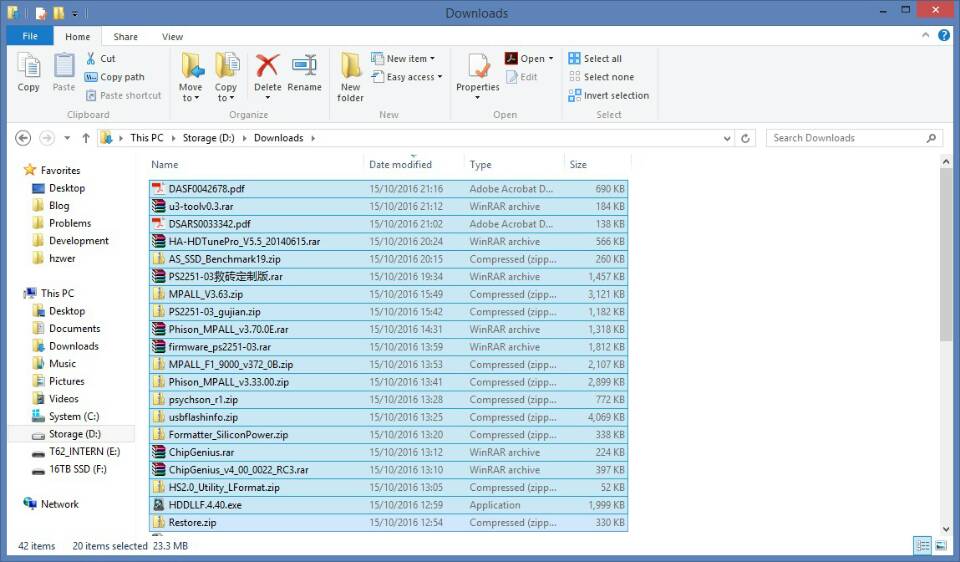 Downloads
File Home Share View
Copy
Paste
Cut
Copy path
Paste shortcut
Clipboard
Move to
Copy to
Delete
Rename
Organize
New folder
New item
Easy access
New
Properties
Open
Edit
Open
Select all
Select none
Invert selection
Select
This PC Storage (D:) Downloads
Search Downloads
Favorites
Desktop
Blog
Problems
Development
hzwer
This PC
Desktop
Documents
Downloads
Music
Pictures
Videos
System (C:)
Storage (D:)
T62_INTERN (E:)
16TB SSD (F:)
Network
Name Date modified Type Size
DASF0042678.pdf 15/10/2016 21:16 Adobe Acrobat D... 690 KB
u3-toolv0.3.rar 15/10/2016 21:12 WinRAR archive 184 KB
DSARS0033342.pdf 15/10/2016 21:02 Adobe Acrobat D... 138 KB
HA-HDTunePro_V5.5_20140615.rar 15/10/2016 20:24 WinRAR archive 566 KB
AS_SSD_Benchmark19.zip 15/10/2016 20:15 Compressed (zipp... 260 KB
PS2251-03救砖定制版.rar 15/10/2016 19:34 WinRAR archive 1,457 KB
MPALL_V3.63.zip 15/10/2016 15:49 Compressed (zipp... 3,121 KB
PS2251-03_gujian.zip 15/10/2016 15:42 Compressed (zipp... 1,182 KB
Phison_MPALL_v3.70.0E.rar 15/10/2016 14:31 WinRAR archive 1,318 KB
firmware_ps2251-03.rar 15/10/2016 13:59 WinRAR archive 1,812 KB
MPALL_F1_9000_v372_0B.zip 15/10/2016 13:53 Compressed (zipp... 2,107 KB
Phison_MPALL_v3.33.00.zip 15/10/2016 13:41 Compressed (zipp... 2,899 KB
psychson_r1.zip 15/10/2016 13:28 Compressed (zipp... 772 KB
usbflashinfo.zip 15/10/2016 13:25 Compressed (zipp... 4,069 KB
Formatter_SiliconPower.zip 15/10/2016 13:20 Compressed (zipp... 338 KB
ChipGenius.rar 15/10/2016 13:12 WinRAR archive 224 KB
ChipGenius_v4_00_0022_RC3.rar 15/10/2016 13:10 WinRAR archive 397 KB
HS2.0_Utility_LFormat.zip 15/10/2016 13:05 Compressed (zipp... 52 KB
HDDLLF.4.40.exe 15/10/2016 12:59 Application 1,999 KB
Restore.zip 15/10/2016 12:54 Compressed (zipp... 330 KB
42 items 20 items selected 23.3 MB